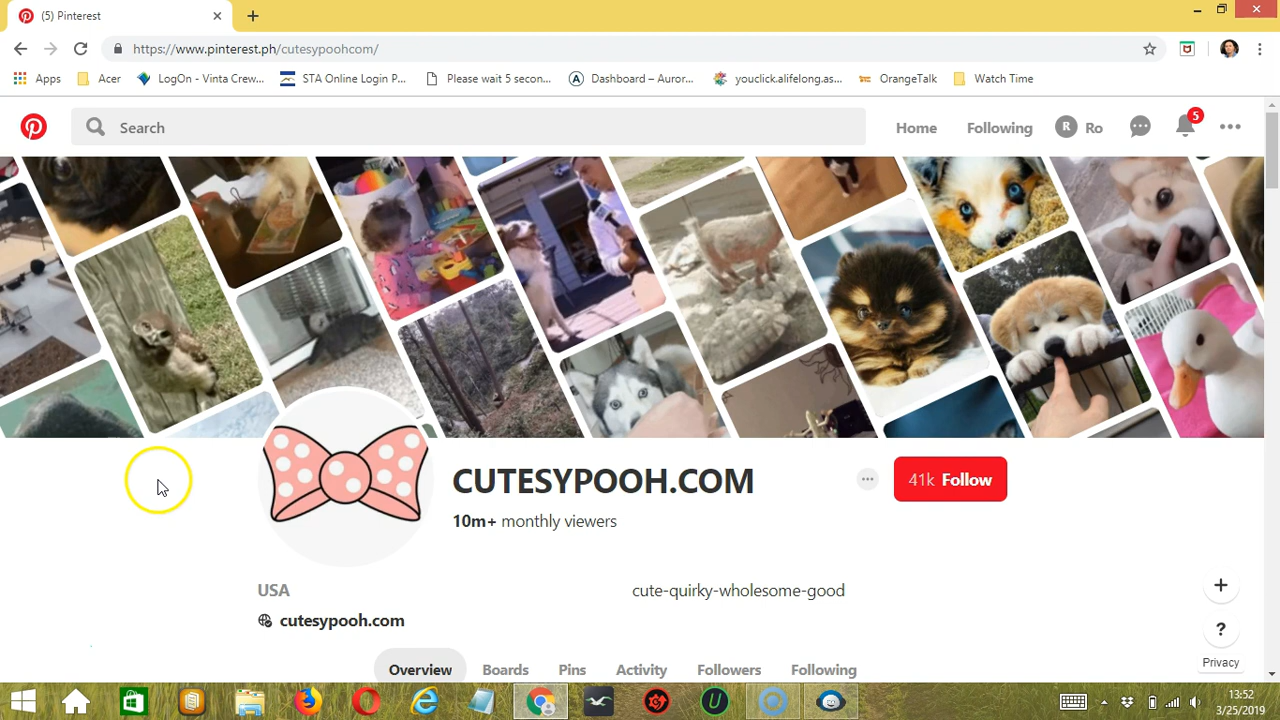 (5) Pinterest
https://www.pinterest.ph/cutesypoohcom/
Apps Acer LogOn - Vinta Crew... STA Online Login P... Please wait 5 secon... Dashboard – Auror... youclick.alifelong.as... OrangeTalk Watch Time
Search Home Following R Ro 5
CUTESYPOOH.COM
41k Follow
10m+ monthly viewers
USA cute-quirky-wholesome-good
cutesypooh.com
?
Overview Boards Pins Activity Followers Following
Privacy
13:52
3/25/2019